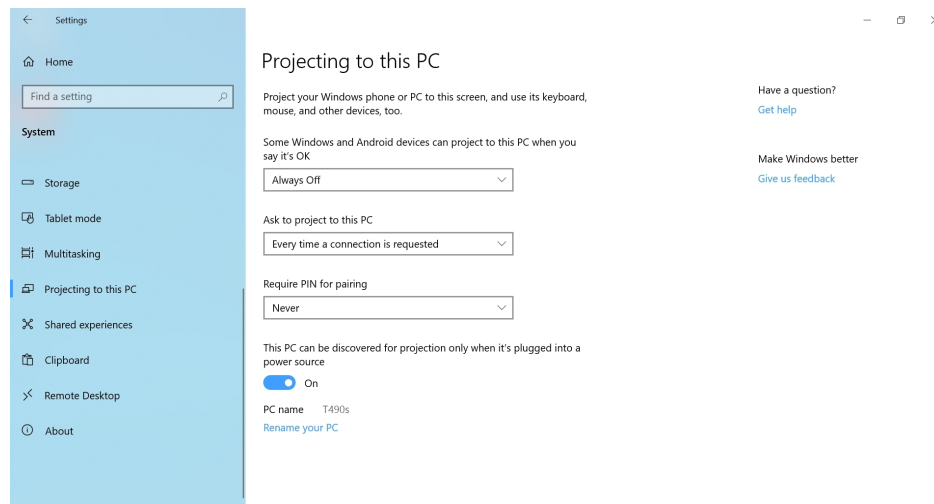 Settings
Home
Find a setting
System
Storage
Tablet mode
Multitasking
Projecting to this PC
Shared experiences
Clipboard
Remote Desktop
About
Projecting to this PC
Project your Windows phone or PC to this screen, and use its keyboard,
mouse, and other devices, too.
Some Windows and Android devices can project to this PC when you
say it's OK
Always Off
Ask to project to this PC
Every time a connection is requested
Require PIN for pairing
Never
This PC can be discovered for projection only when it's plugged into a
power source
On
PC name T490s
Rename your PC
Have a question?
Get help
Make Windows better
Give us feedback